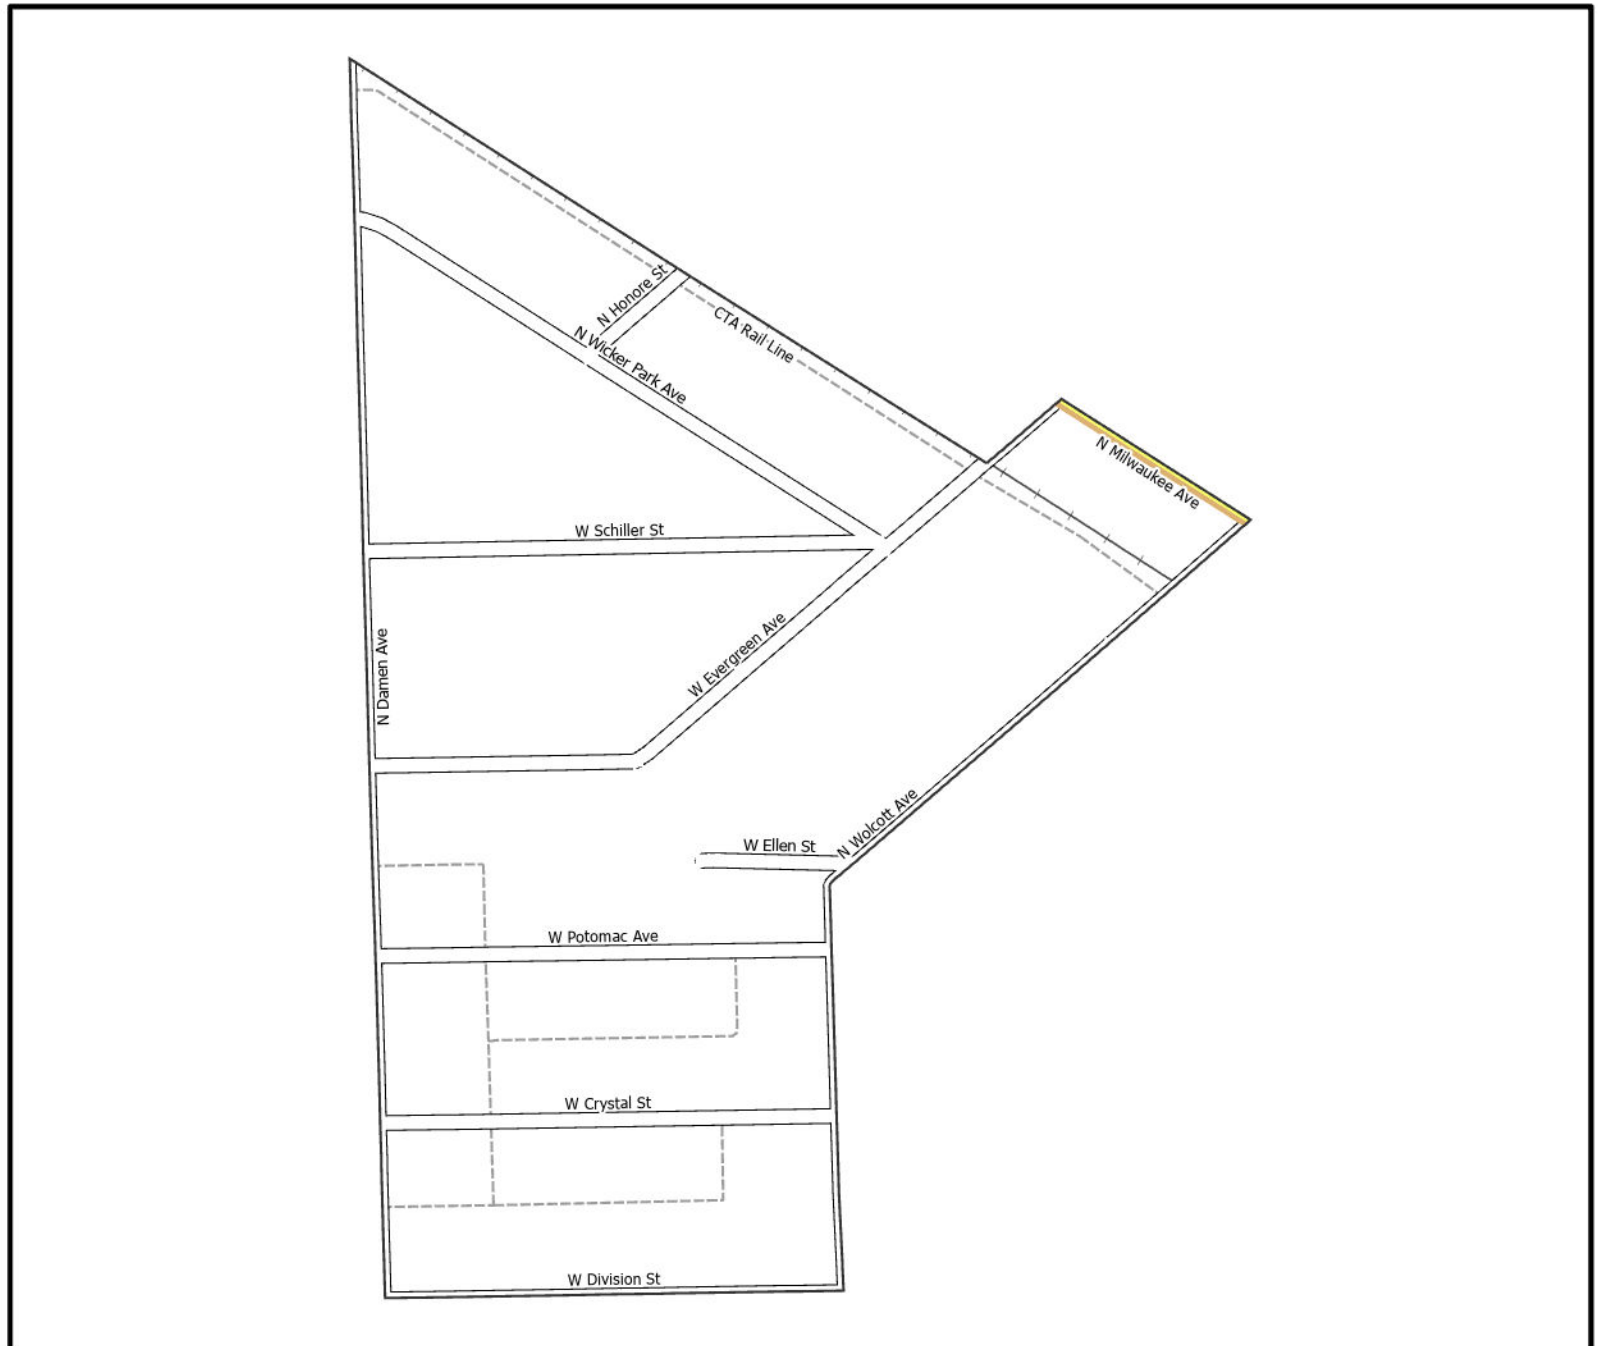 N Honore St
CTA Rail Line
N Wicker Park Ave
N Milwaukee Ave
W Schiller St
W Evergreen Ave
N Damen Ave
N Wolcott Ave
W Ellen St
W Potomac Ave
W Crystal St
W Division St